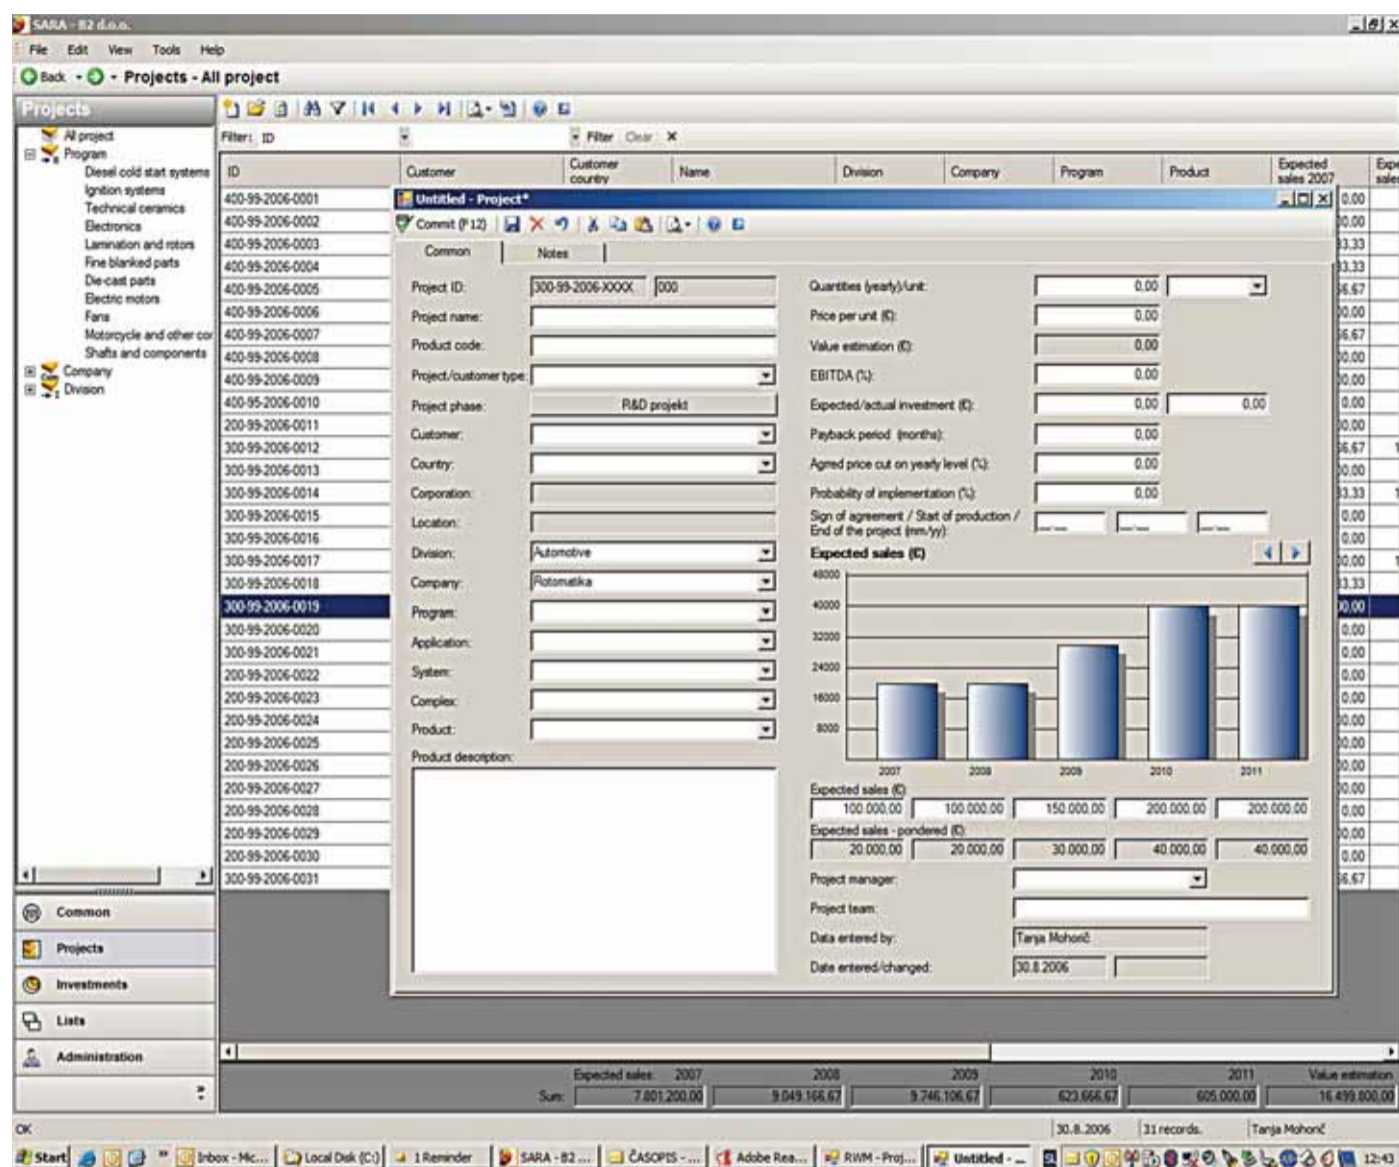 SARA - B2 d.o.o.
File Edit View Tools Help
Back Projects - All project
Projects
All project
Program
Diesel cold start systems
Ignition systems
Technical ceramics
Electronics
Lamination and rotors
Fine blanked parts
Die-cast parts
Electric motors
Fans
Motorcycle and other cor
Shafts and components
Company
Division
Common
Projects
Investments
Lists
Administration
Filter: ID Filter Clear
ID Customer Customer country Name Division Company Program Product Expected sales 2007 Expe sales
400-99-2006-0001
400-99-2006-0002
400-99-2006-0003
400-99-2006-0004
400-99-2006-0005
400-99-2006-0006
400-99-2006-0007
400-99-2006-0008
400-99-2006-0009
400-95-2006-0010
200-99-2006-0011
300-99-2006-0012
300-99-2006-0013
300-99-2006-0014
300-99-2006-0015
300-99-2006-0016
300-99-2006-0017
300-99-2006-0018
300-99-2006-0019
300-99-2006-0020
300-99-2006-0021
200-99-2006-0022
200-99-2006-0023
200-99-2006-0024
200-99-2006-0025
200-99-2006-0026
200-99-2006-0027
200-99-2006-0028
200-99-2006-0029
200-99-2006-0030
300-99-2006-0031
Untitled - Project*
Commit (F12)
Common Notes
Project ID: 300-99-2006-XXXX 000
Project name:
Product code:
Project/customer type:
Project phase: R&D projekt
Customer:
Country:
Corporation:
Location:
Division: Automotive
Company: Rotomatika
Program:
Application:
System:
Complex:
Product:
Product description:
Quantities (yearly)/unit: 0.00
Price per unit (€): 0.00
Value estimation (€): 0.00
EBITDA (%): 0.00
Expected/actual investment (€): 0.00 0.00
Payback period (months): 0.00
Agrred price cut on yearly level (%): 0.00
Probability of implementation (%): 0.00
Sign of agreement / Start of production /
End of the project (mm/yy):
Expected sales (€)
48000
40000
32000
24000
16000
8000
2007 2008 2009 2010 2011
Expected sales (€)
100.000,00 100.000,00 150.000,00 200.000,00 200.000,00
Expected sales - pondered (€)
20.000,00 20.000,00 30.000,00 40.000,00 40.000,00
Project manager:
Project team:
Data entered by: Tanja Mohorič
Date entered/changed: 30.8.2006
Expected sales: 2007 2008 2009 2010 2011 Value estimation
Sum: 7.801.200,00 9.049.166,67 9.746.106,67 623.666,67 605.000,00 16.499.800,00
OK 30.8.2006 31 records. Tanja Mohorič
Start Inbox - Mic... Local Disk (C:) 1 Reminder SARA - B2 ... ČASOPIS - ... Adobe Rea... RWM - Proj... Untitled - ... 12:43